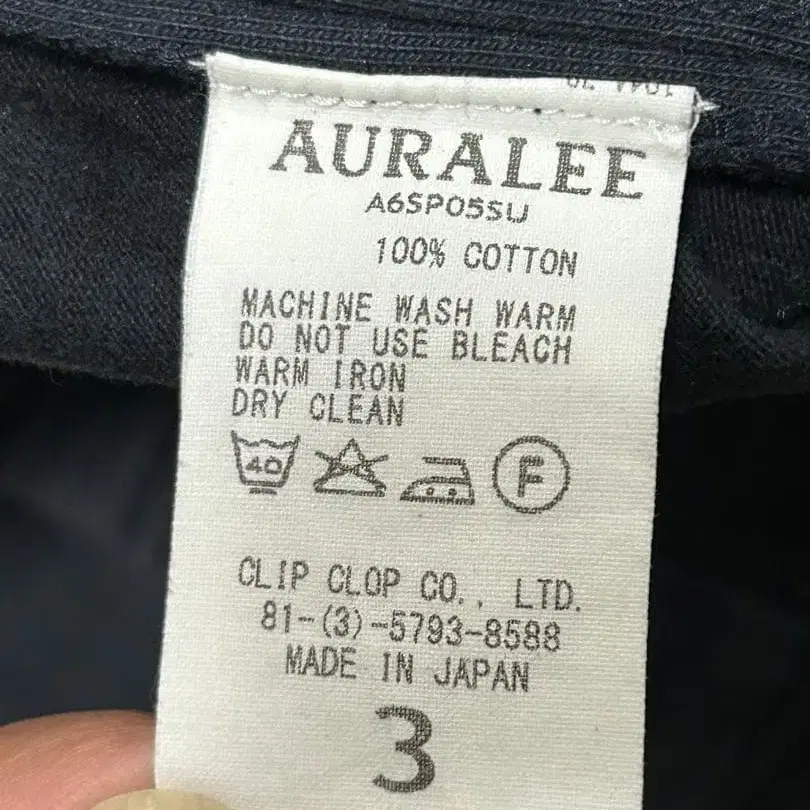 AURALEE
A6SP05SU
100% COTTON
MACHINE WASH WARM
DO NOT USE BLEACH
WARM IRON
DRY CLEAN
40
F
CLIP CLOP CO., LTD.
81-(3)-5793-8588
MADE IN JAPAN
3